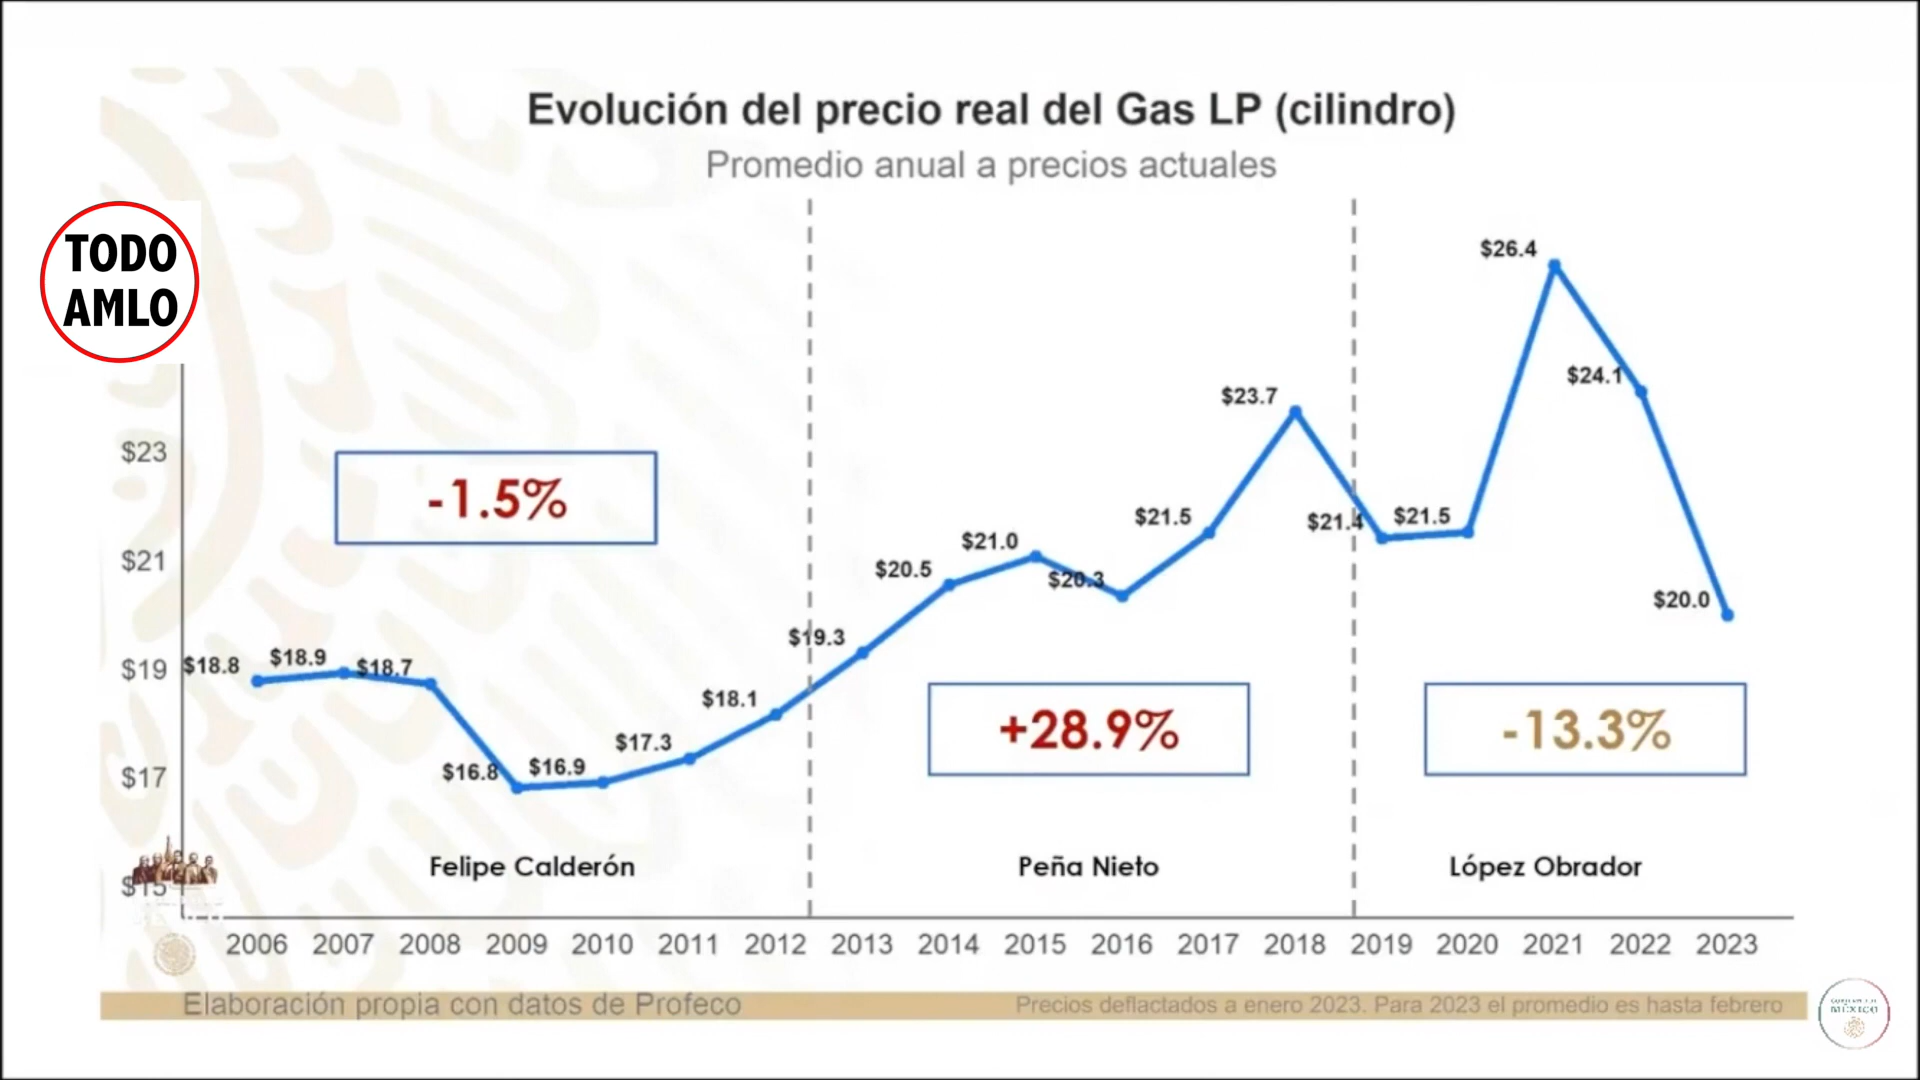 Evolución del precio real del Gas LP (cilindro)
Promedio anual a precios actuales
TODO
AMLO
$26.4
$24.1
$23.7
$23
-1.5%
$21.5
$21.4
$21.5
$21.0
$21
$20.5
$20.3
$20.0
$19.3
$19
$18.8
$18.9
$18.7
$18.1
+28.9%
-13.3%
$17.3
$17
$16.8
$16.9
Felipe Calderón
Peña Nieto
López Obrador
$15
2006 2007 2008 2009 2010 2011 2012 2013 2014 2015 2016 2017 2018 2019 2020 2021 2022 2023
Elaboración propia con datos de Profeco
Precios deflactados a enero 2023. Para 2023 el promedio es hasta febrero
MÉXICO